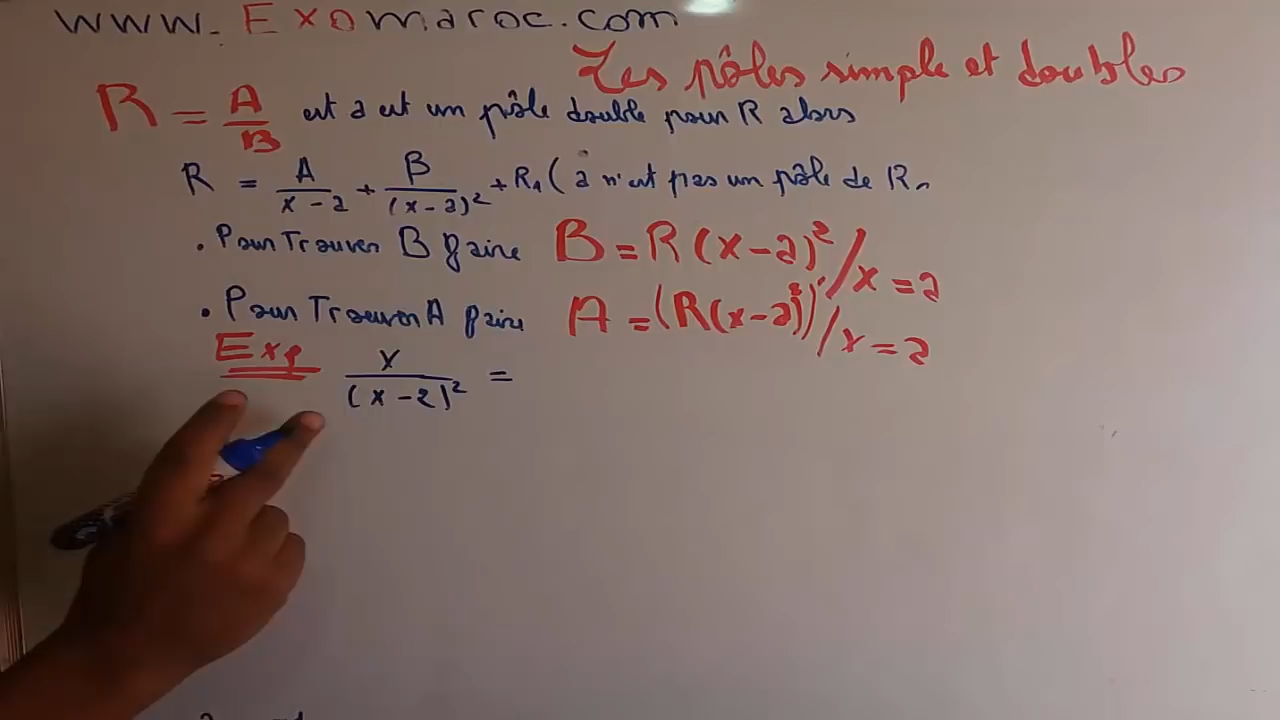 www.Exomaroc.com
Les pôles simple et doubles
R = A/B est a est un pôle double pour R alors
R = A/(x-a) + B/(x-a)² + R₁ (a n'est pas un pôle de R₁
. Pour Trouver B faire B = R(x-a)² / x = a
. Pour Trouver A faire A = (R(x-a)²)' / x = a
Exp x/(x-2)² =